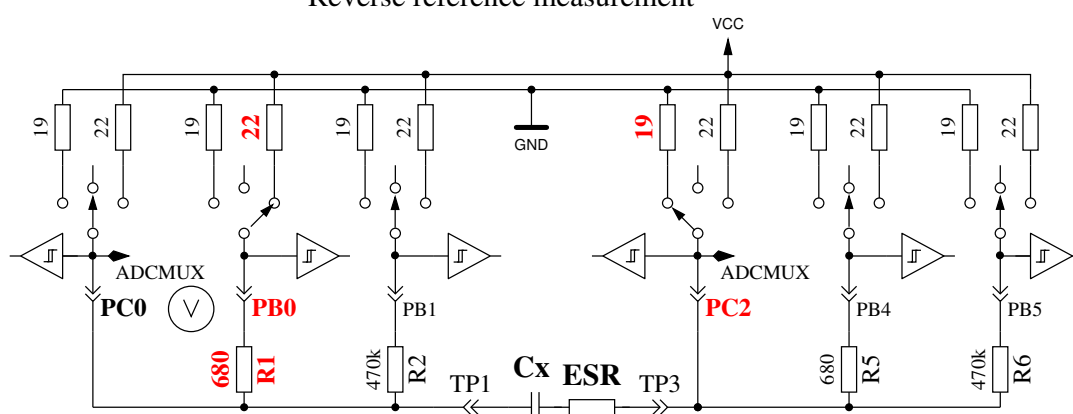 Reverse reference measurement
VCC
19 22 19 22 19 22 19 22 19 22 19 22
GND
ADCMUX ADCMUX
PC0 V PB0 PB1 PC2 PB4 PB5
680 R1 470k R2 680 R5 470k R6
TP1 Cx ESR TP3